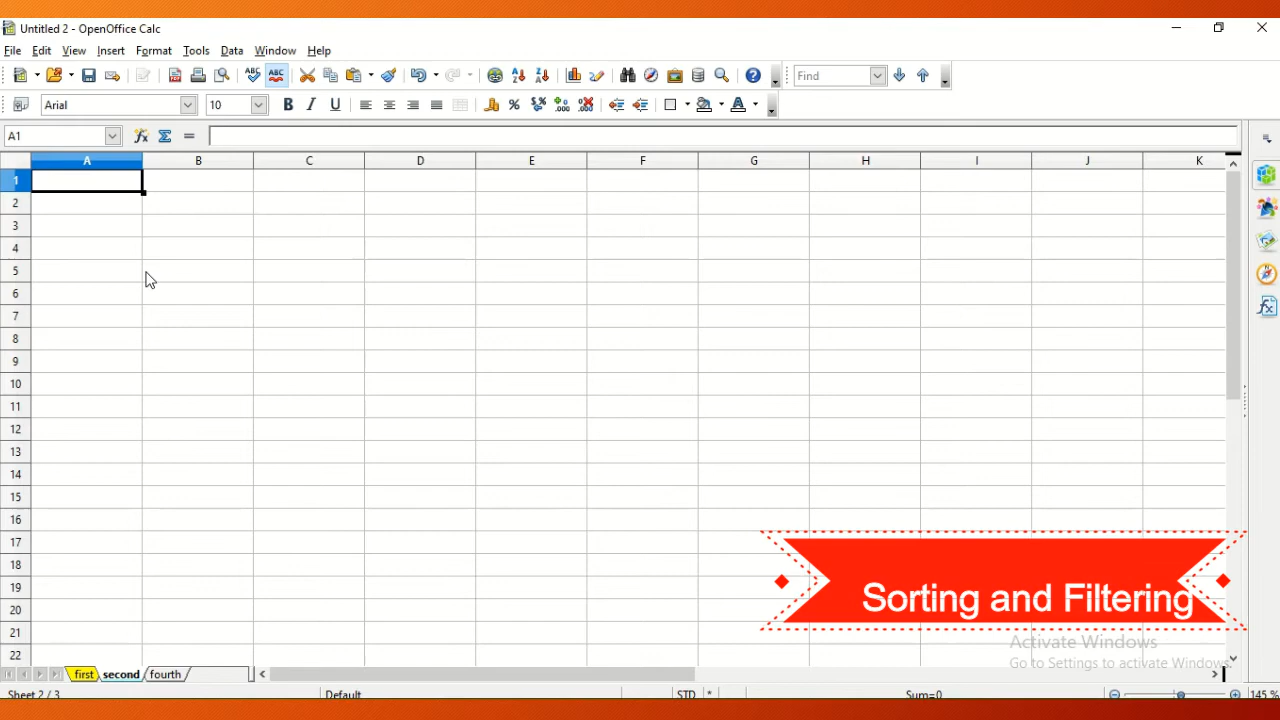 Untitled 2 - OpenOffice Calc
File Edit View Insert Format Tools Data Window Help
Find
Arial 10
A1
A B C D E F G H I J K
1
2
3
4
5
6
7
8
9
10
11
12
13
14
15
16
17
18
19
20
21
22
Sorting and Filtering
Activate Windows
Go to Settings to activate Windows.
first second fourth
Sheet 2 / 3 Default STD * Sum=0 145 %